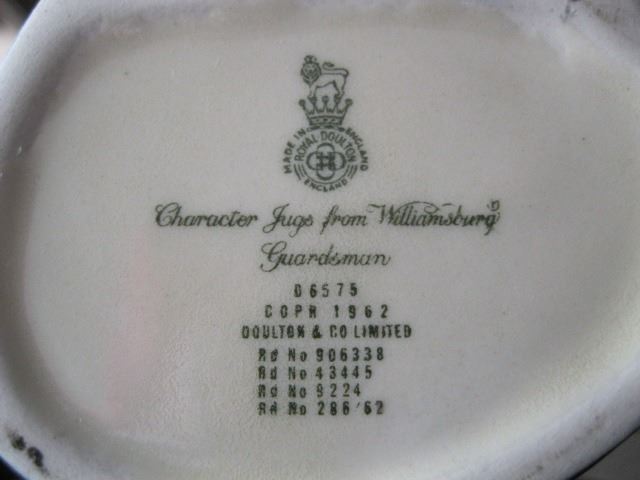 MADE IN ENGLAND
ROYAL DOULTON
ENGLAND
Character Jugs from Williamsburg
Guardsman
D6575
COPR 1962
DOULTON & CO LIMITED
Rd No 906338
Rd No 43445
Rd No 9224
Rd No 286/62